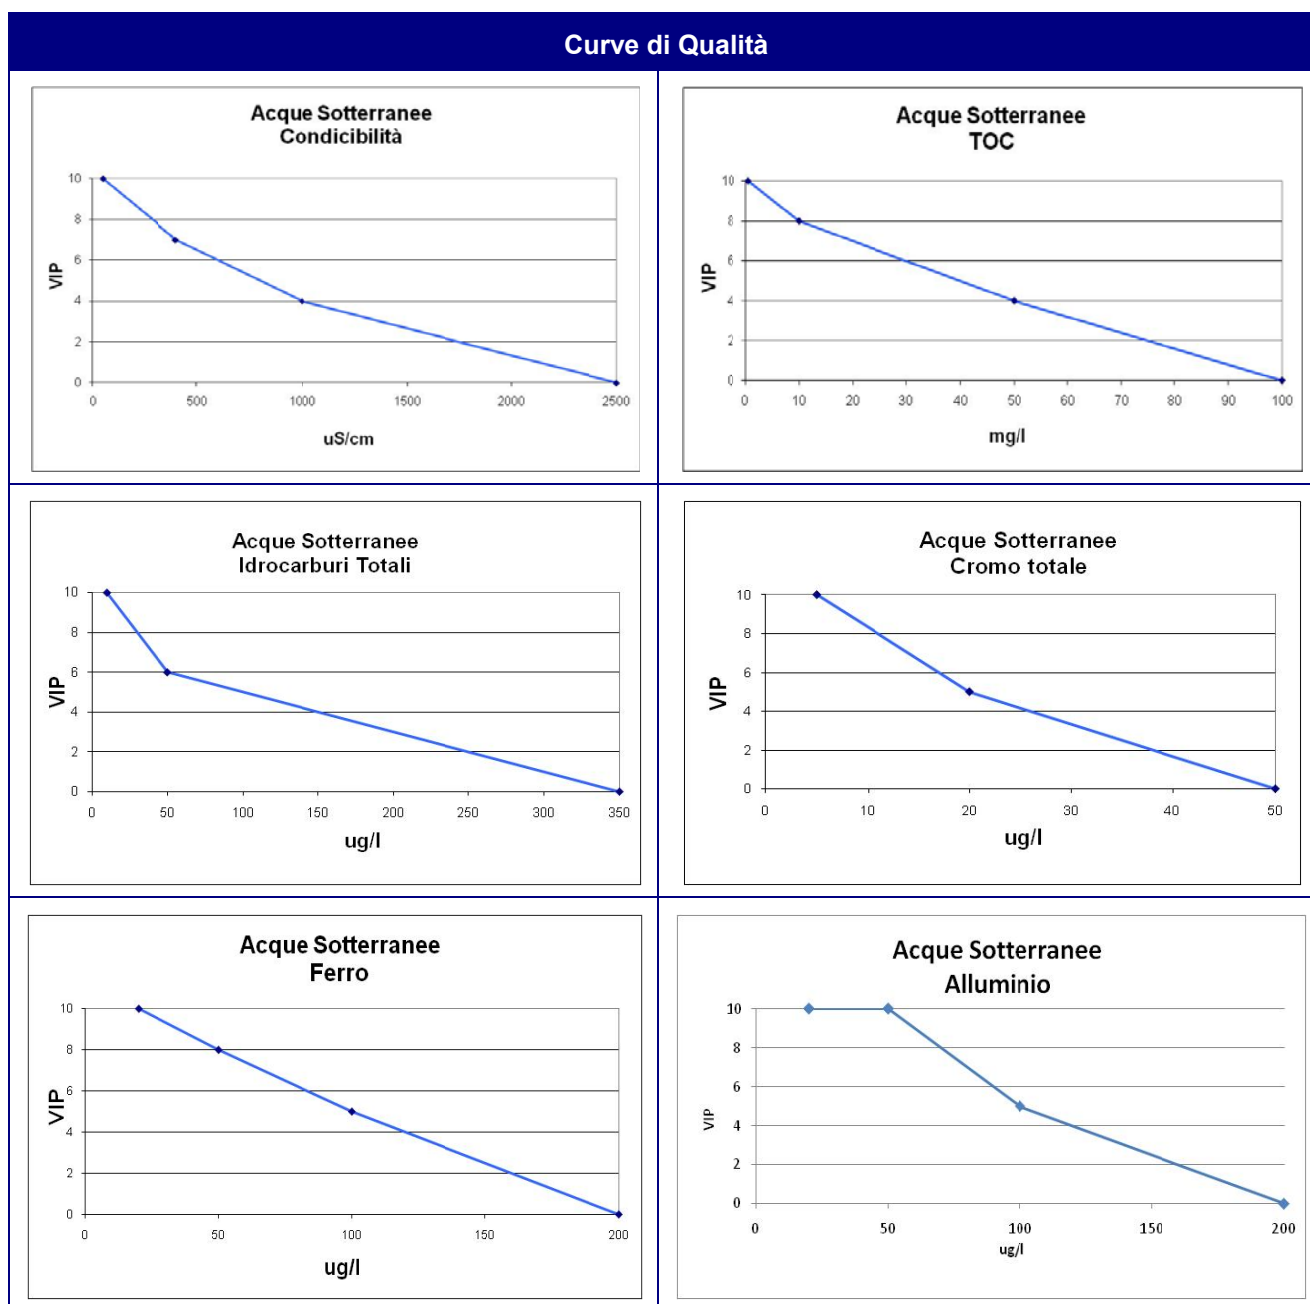 Curve di Qualità
Acque Sotterranee
Condicibilità
VIP
10
8
6
4
2
0
0 500 1000 1500 2000 2500
uS/cm
Acque Sotterranee
TOC
VIP
10
8
6
4
2
0
0 10 20 30 40 50 60 70 80 90 100
mg/l
Acque Sotterranee
Idrocarburi Totali
VIP
10
8
6
4
2
0
0 50 100 150 200 250 300 350
ug/l
Acque Sotterranee
Cromo totale
VIP
10
8
6
4
2
0
0 10 20 30 40 50
ug/l
Acque Sotterranee
Ferro
VIP
10
8
6
4
2
0
0 50 100 150 200
ug/l
Acque Sotterranee
Alluminio
VIP
10
8
6
4
2
0
0 50 100 150 200
ug/l